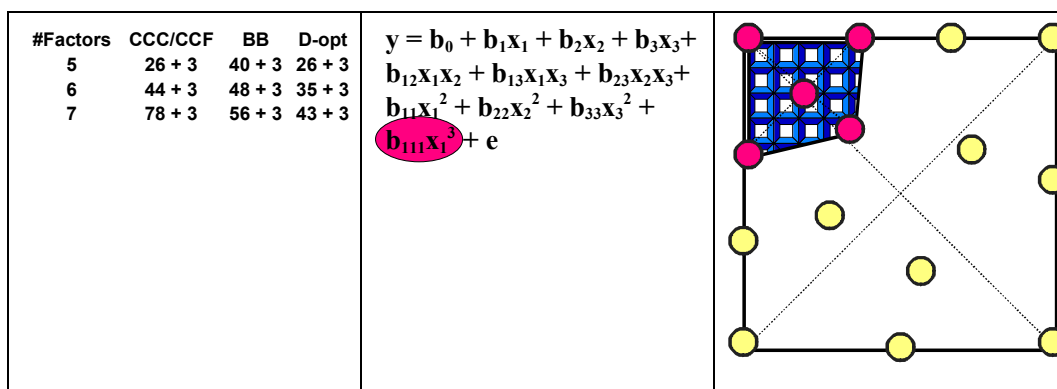 #Factors CCC/CCF BB D-opt
5 26 + 3 40 + 3 26 + 3
6 44 + 3 48 + 3 35 + 3
7 78 + 3 56 + 3 43 + 3
y = b₀ + b₁x₁ + b₂x₂ + b₃x₃+
b₁₂x₁x₂ + b₁₃x₁x₃ + b₂₃x₂x₃+
b₁₁x₁² + b₂₂x₂² + b₃₃x₃² +
b₁₁₁x₁³ + e